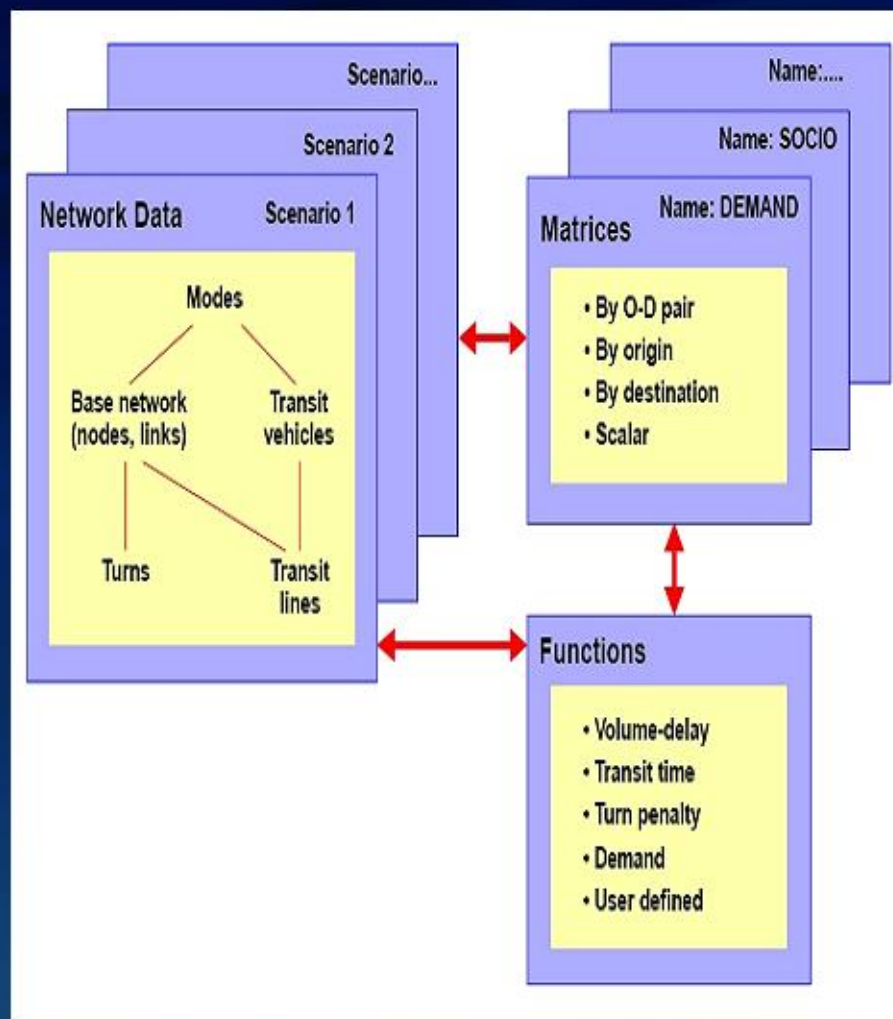 Scenario...
Scenario 2
Network Data Scenario 1
Modes
Base network
(nodes, links)
Transit
vehicles
Turns
Transit
lines
Name:....
Name: SOCIO
Name: DEMAND
Matrices
• By O-D pair
• By origin
• By destination
• Scalar
Functions
• Volume-delay
• Transit time
• Turn penalty
• Demand
• User defined